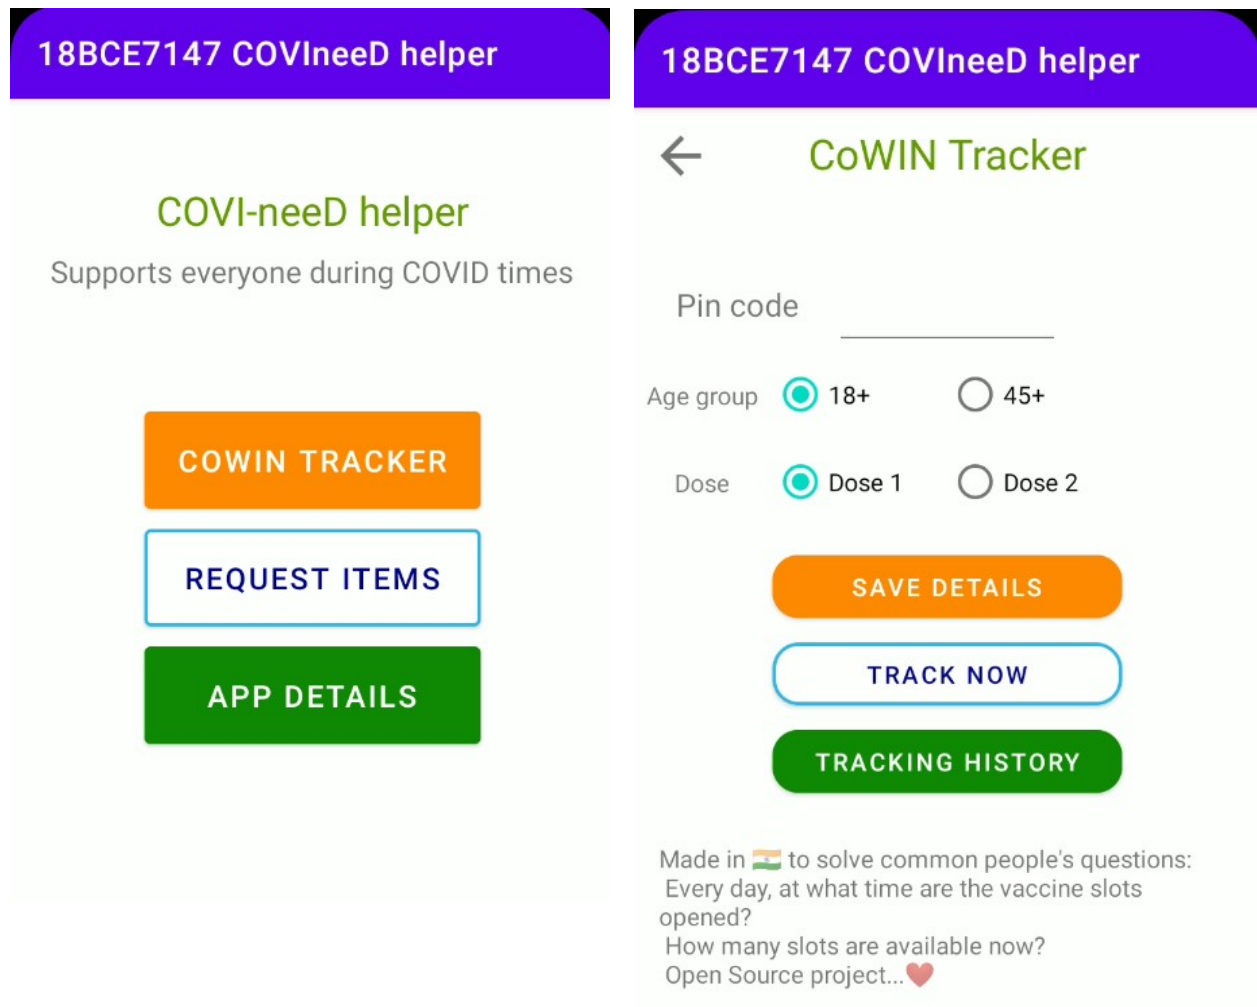 18BCE7147 COVIneeD helper
COVI-neeD helper
Supports everyone during COVID times
COWIN TRACKER
REQUEST ITEMS
APP DETAILS
18BCE7147 COVIneeD helper
CoWIN Tracker
Pin code
Age group 18+ 45+
Dose Dose 1 Dose 2
SAVE DETAILS
TRACK NOW
TRACKING HISTORY
Made in 🇮🇳 to solve common people's questions:
Every day, at what time are the vaccine slots
opened?
How many slots are available now?
Open Source project...❤️